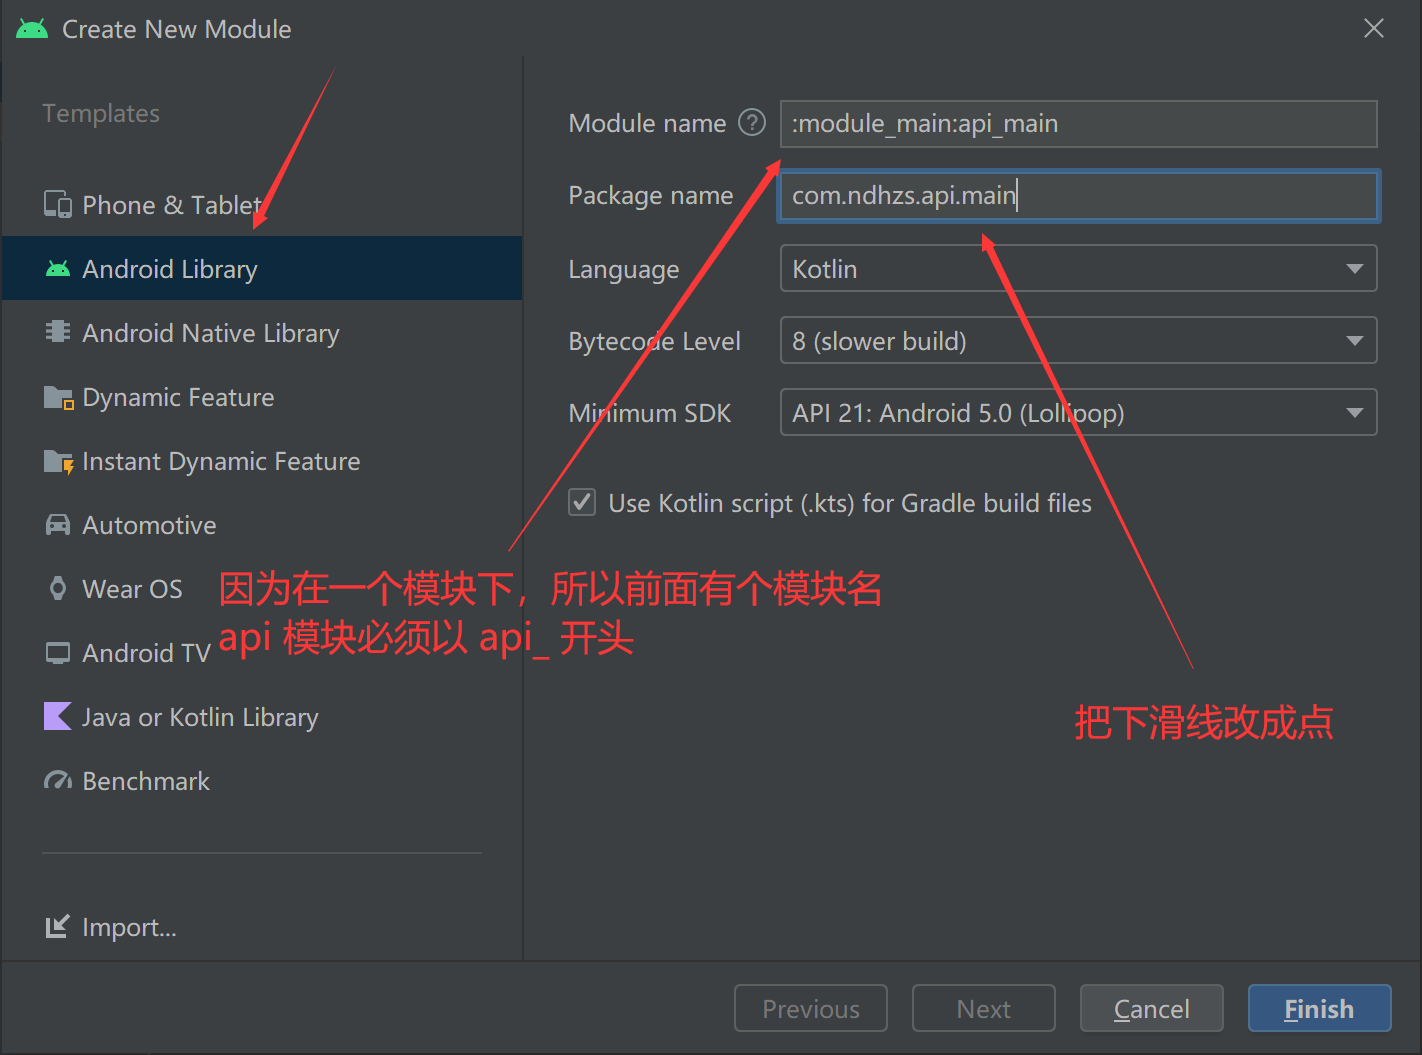 Create New Module
Templates
Phone & Tablet
Android Library
Android Native Library
Dynamic Feature
Instant Dynamic Feature
Automotive
Wear OS
Android TV
Java or Kotlin Library
Benchmark
Import...
Module name ? :module_main:api_main
Package name com.ndhzs.api.main
Language Kotlin
Bytecode Level 8 (slower build)
Minimum SDK API 21: Android 5.0 (Lollipop)
Use Kotlin script (.kts) for Gradle build files
因为在一个模块下，所以前面有个模块名
api 模块必须以 api_ 开头
把下滑线改成点
Previous Next Cancel Finish